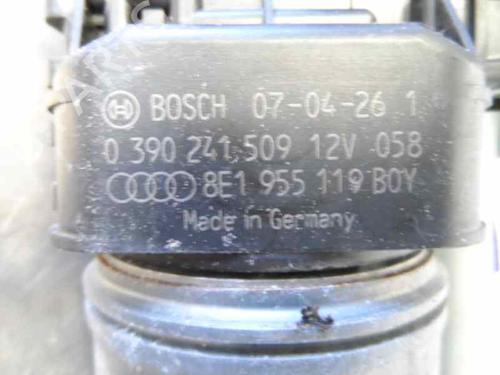 BOSCH 07-04-26 1
0 390 241 509 12V 058
8E1 955 119 BOY
Made in Germany